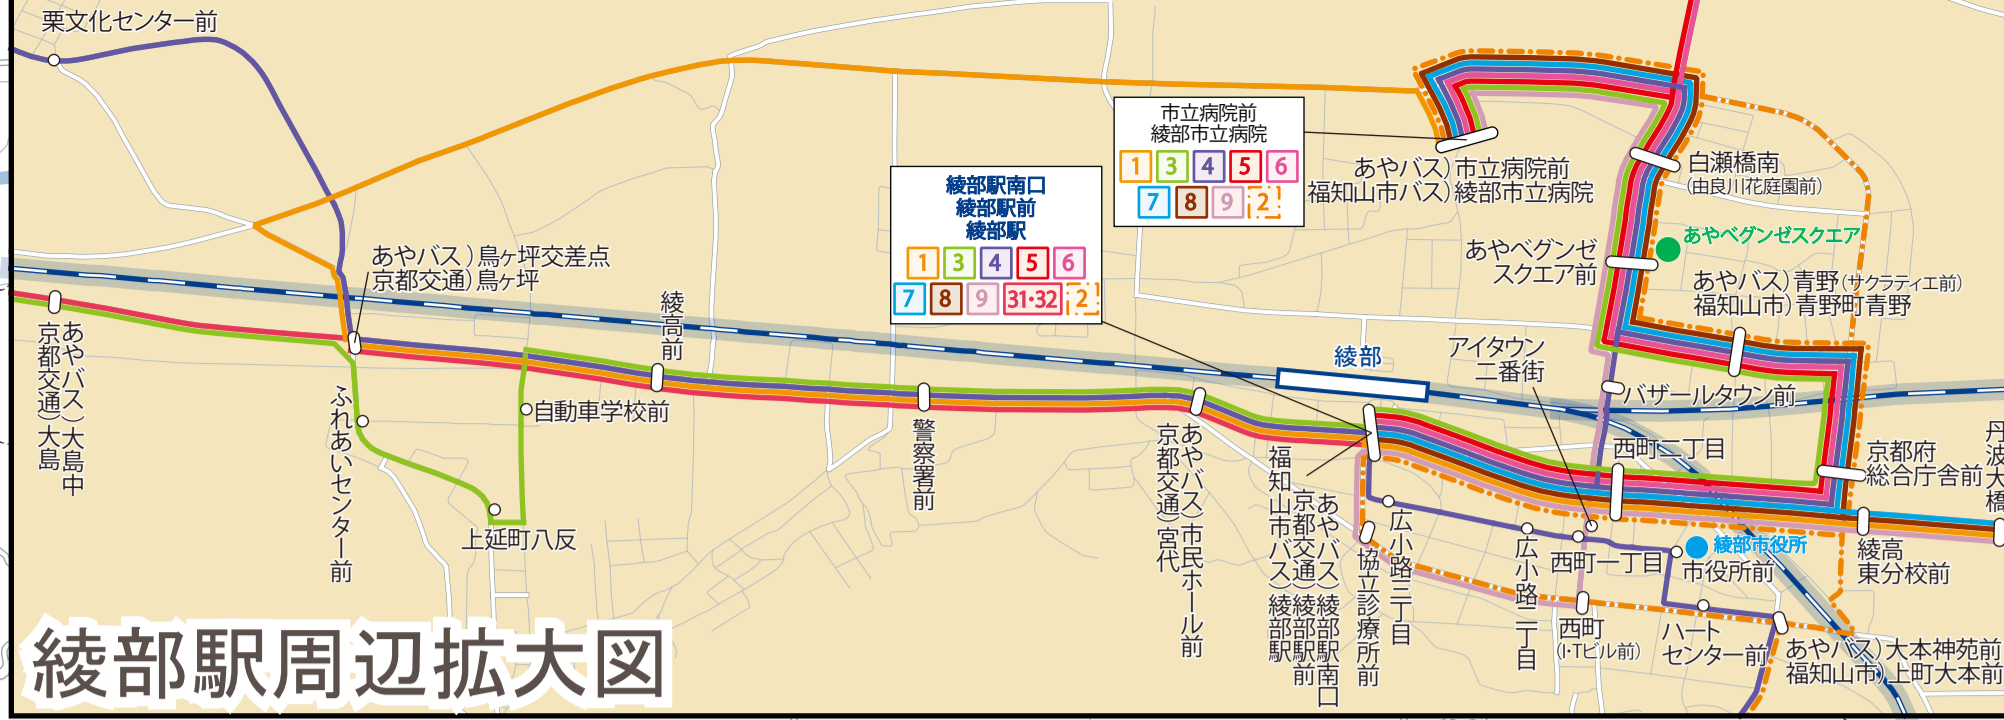 栗文化センター前
市立病院前
綾部市立病院
1 3 4 5 6
7 8 9 2
綾部駅南口
綾部駅前
綾部駅
1 3 4 5 6
7 8 9 31・32 2
あやバス）市立病院前
福知山市バス）綾部市立病院
白瀬橋南
（由良川花庭園前）
あやべグンゼスクエア
あやべグンゼ
スクエア前
あやバス）青野（サクラティエ前）
福知山市）青野町青野
あやバス）鳥ヶ坪交差点
京都交通）鳥ヶ坪
綾高前
あやバス）大島中
京都交通）大島
綾部
アイタウン
二番街
バザールタウン前
ふれあいセンター前
自動車学校前
上延町八反
警察署前
あやバス）市民ホール前
京都交通）宮代
あやバス）綾部駅南口
京都交通）綾部駅前
福知山市バス）綾部駅
協立診療所前
広小路三丁目
広小路二丁目
西町三丁目
西町一丁目
京都府
総合庁舎前
丹波大橋
綾部市役所
市役所前
綾高
東分校前
西町
（I・Tビル前）
ハート
センター前
あやバス）大本神苑前
福知山市）上町大本前
綾部駅周辺拡大図